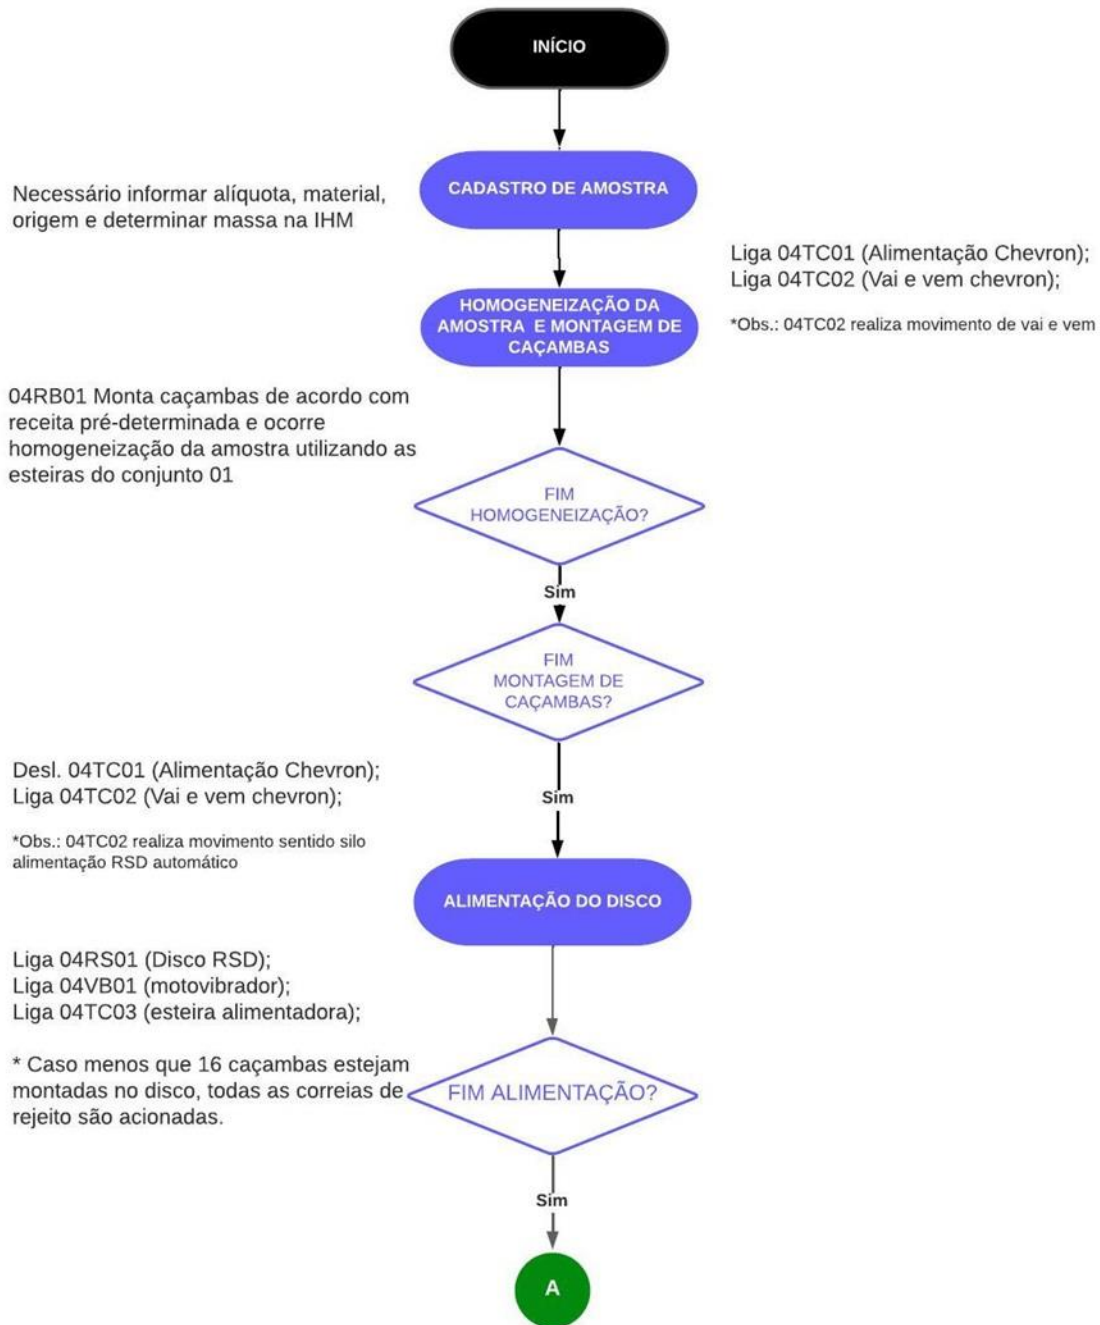 INÍCIO
CADASTRO DE AMOSTRA
Necessário informar alíquota, material,
origem e determinar massa na IHM
Liga 04TC01 (Alimentação Chevron);
Liga 04TC02 (Vai e vem chevron);
*Obs.: 04TC02 realiza movimento de vai e vem
HOMOGENEIZAÇÃO DA
AMOSTRA E MONTAGEM DE
CAÇAMBAS
04RB01 Monta caçambas de acordo com
receita pré-determinada e ocorre
homogeneização da amostra utilizando as
esteiras do conjunto 01
FIM
HOMOGENEIZAÇÃO?
Sim
FIM
MONTAGEM DE
CAÇAMBAS?
Desl. 04TC01 (Alimentação Chevron);
Liga 04TC02 (Vai e vem chevron);
*Obs.: 04TC02 realiza movimento sentido silo
alimentação RSD automático
Sim
ALIMENTAÇÃO DO DISCO
Liga 04RS01 (Disco RSD);
Liga 04VB01 (motovibrador);
Liga 04TC03 (esteira alimentadora);
* Caso menos que 16 caçambas estejam
montadas no disco, todas as correias de
rejeito são acionadas.
FIM ALIMENTAÇÃO?
Sim
A